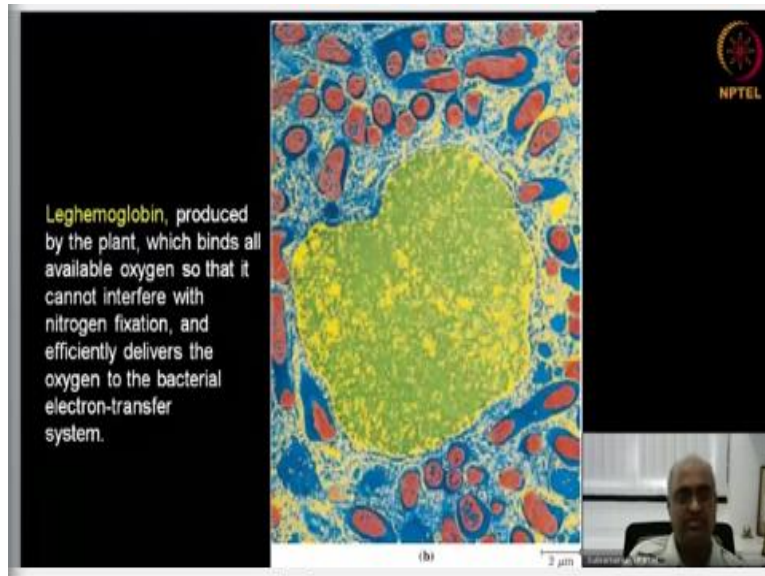 NPTEL
Leghemoglobin, produced
by the plant, which binds all
available oxygen so that it
cannot interfere with
nitrogen fixation, and
efficiently delivers the
oxygen to the bacterial
electron-transfer
system.
(b)
2 μm